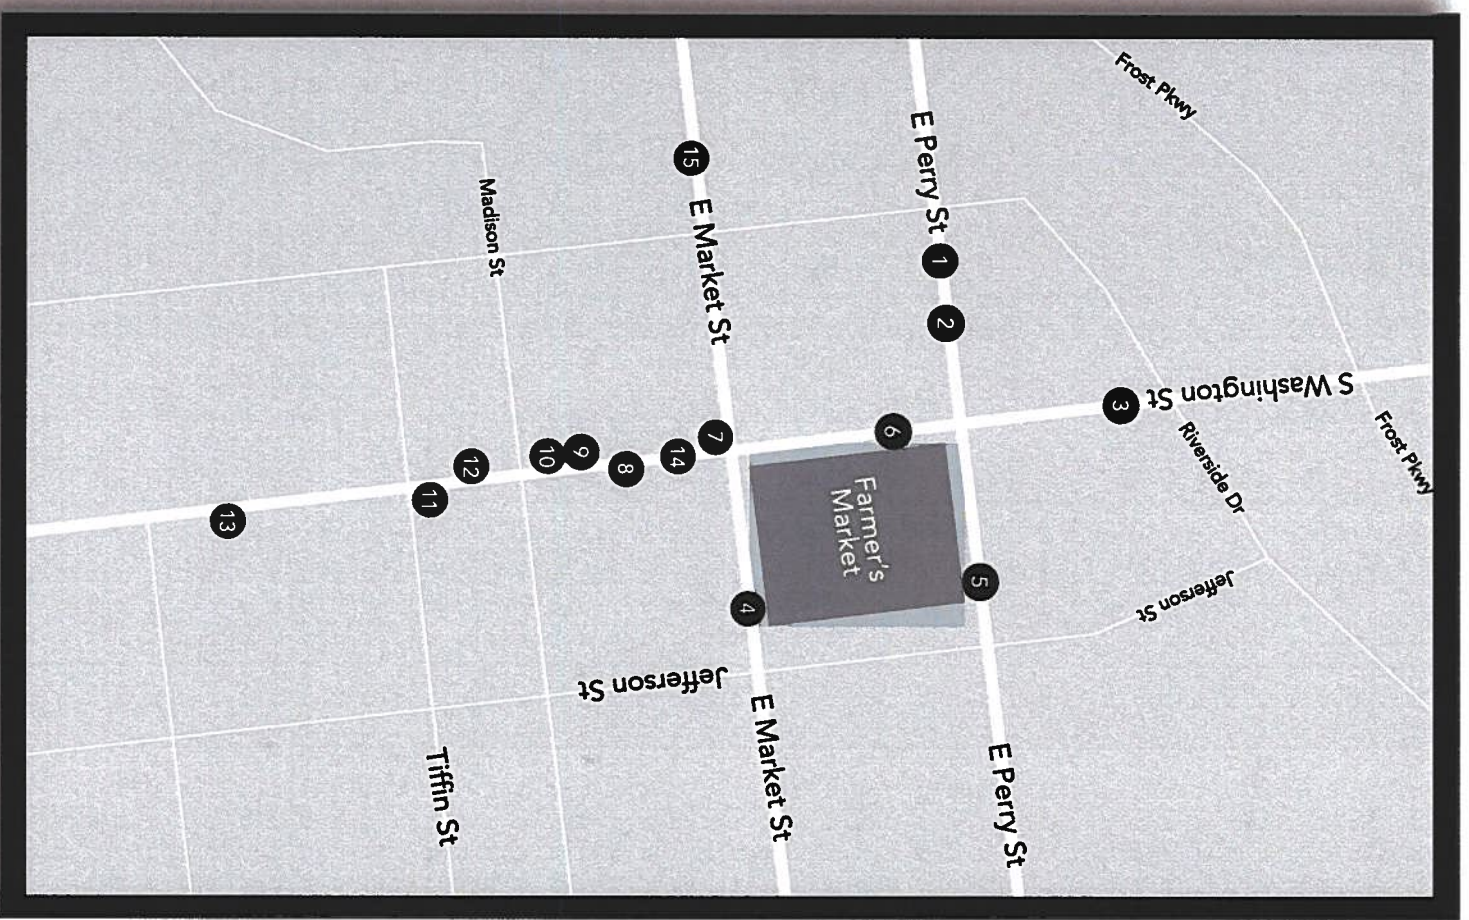 Frost Pkwy
E Perry St
15
Madison St
E Market St
1
2
S Washington St
3
Frost Pkwy
6
7
Riverside Dr
14
9
10
8
12
11
13
Farmer's
Market
5
4
Jefferson St
Jefferson St
E Market St
E Perry St
Tiffin St